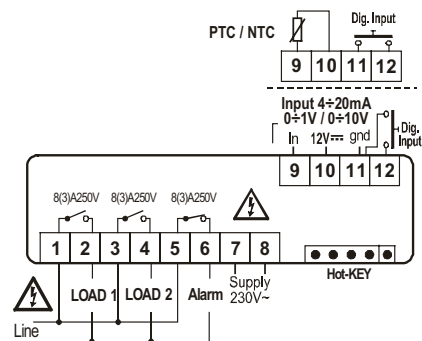 PTC / NTC
Dig. Input
9 10 11 12
Input 4÷20mA
0÷1V / 0÷10V
In 12V gnd
Dig.
Input
9 10 11 12
8(3)A250V 8(3)A250V 8(3)A250V
1 2 3 4 5 6 7 8
Hot-KEY
LOAD 1 LOAD 2 Alarm Supply
230V~
Line